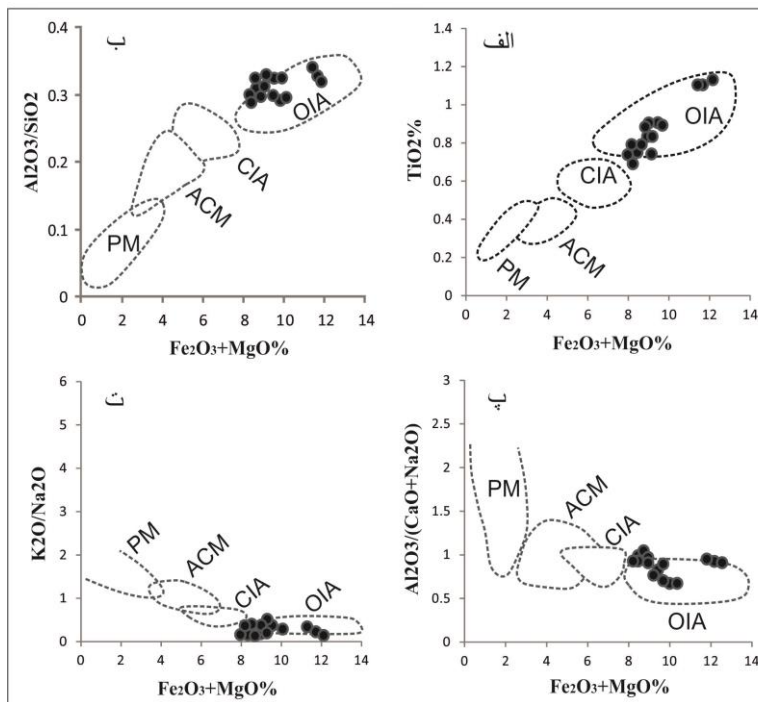 ب
Al2O3/SiO2
0.4
0.3
0.2
0.1
0
PM
ACM
CIA
OIA
0 2 4 6 8 10 12 14
Fe₂O₃+MgO%
الف
TiO2%
1.4
1.2
1
0.8
0.6
0.4
0.2
0
PM
ACM
CIA
OIA
0 2 4 6 8 10 12 14
Fe₂O₃+MgO%
ت
K2O/Na2O
6
5
4
3
2
1
0
PM
ACM
CIA
OIA
0 2 4 6 8 10 12 14
Fe₂O₃+MgO%
پ
Al2O3/(CaO+Na2O)
3
2.5
2
1.5
1
0.5
0
PM
ACM
CIA
OIA
0 2 4 6 8 10 12 14
Fe₂O₃+MgO%